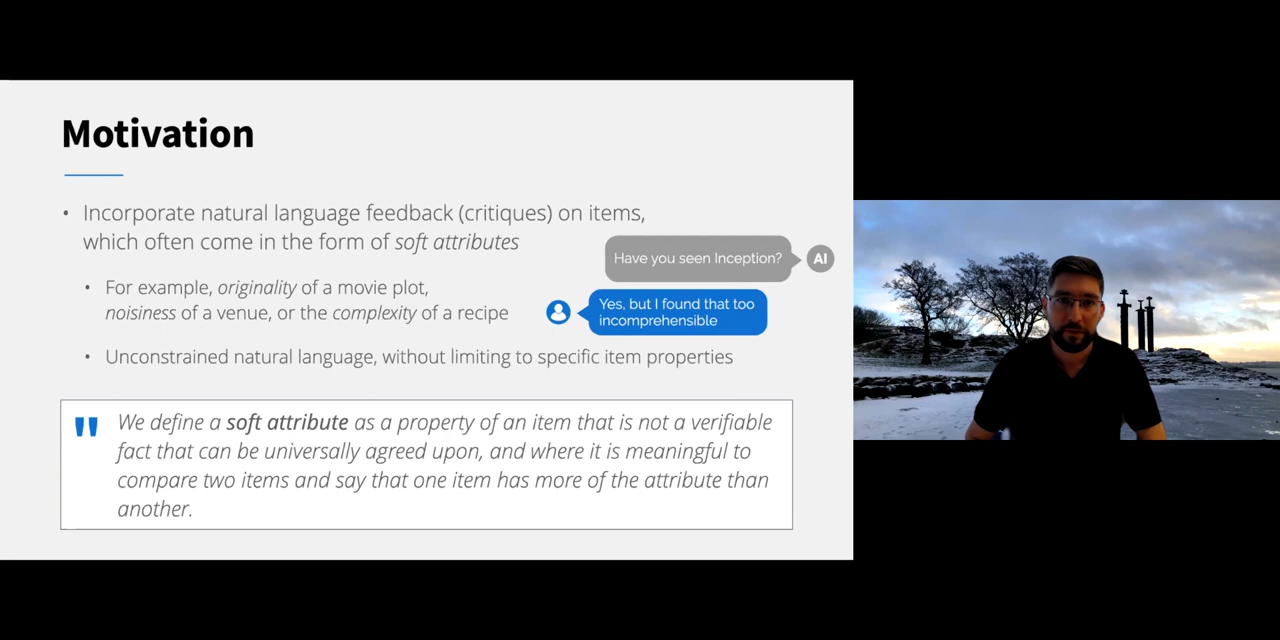 Motivation
• Incorporate natural language feedback (critiques) on items,
which often come in the form of soft attributes
Have you seen Inception?
AI
• For example, originality of a movie plot,
noisiness of a venue, or the complexity of a recipe
Yes, but I found that too
incomprehensible
• Unconstrained natural language, without limiting to specific item properties
" We define a soft attribute as a property of an item that is not a verifiable
fact that can be universally agreed upon, and where it is meaningful to
compare two items and say that one item has more of the attribute than
another.